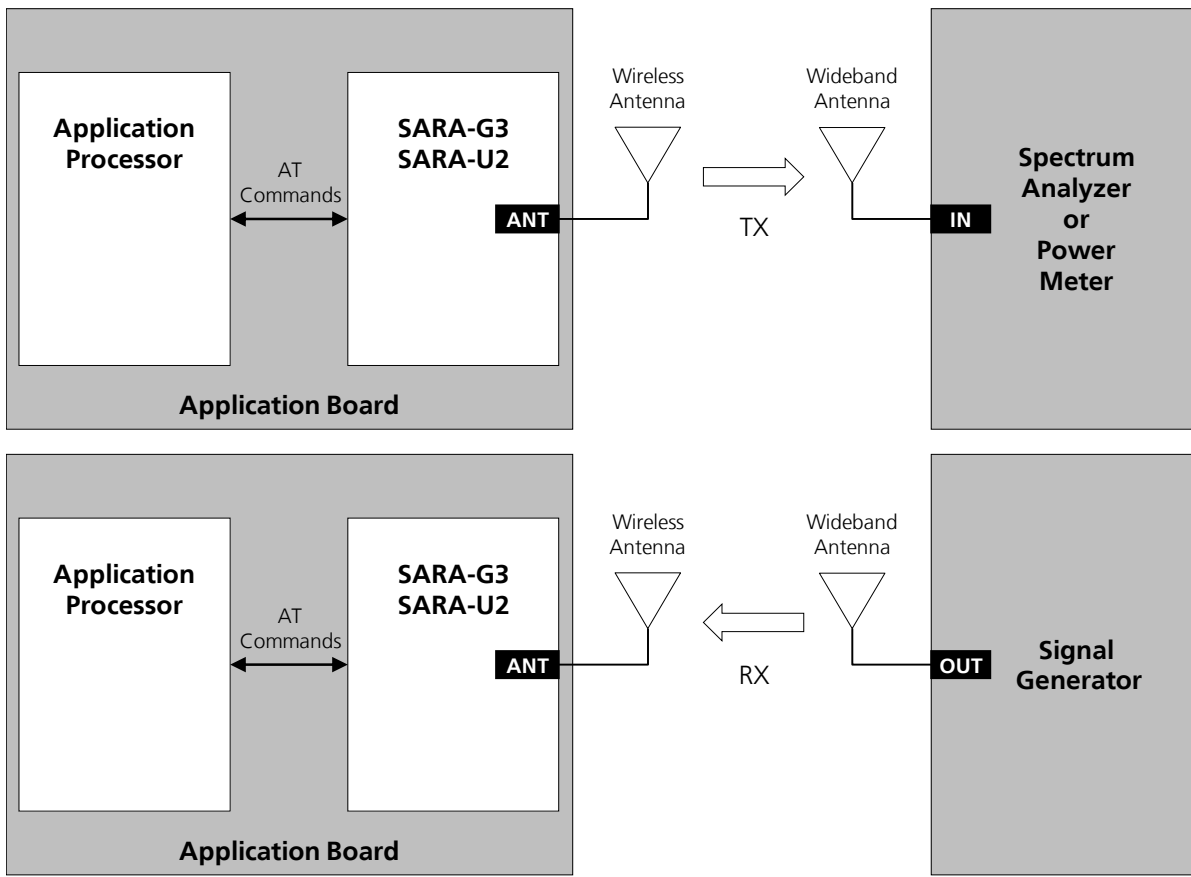 Application
Processor
AT
Commands
SARA-G3
SARA-U2
ANT
Application Board
Wireless
Antenna
TX
Wideband
Antenna
IN
Spectrum
Analyzer
or
Power
Meter
Application
Processor
AT
Commands
SARA-G3
SARA-U2
ANT
Application Board
Wireless
Antenna
RX
Wideband
Antenna
OUT
Signal
Generator